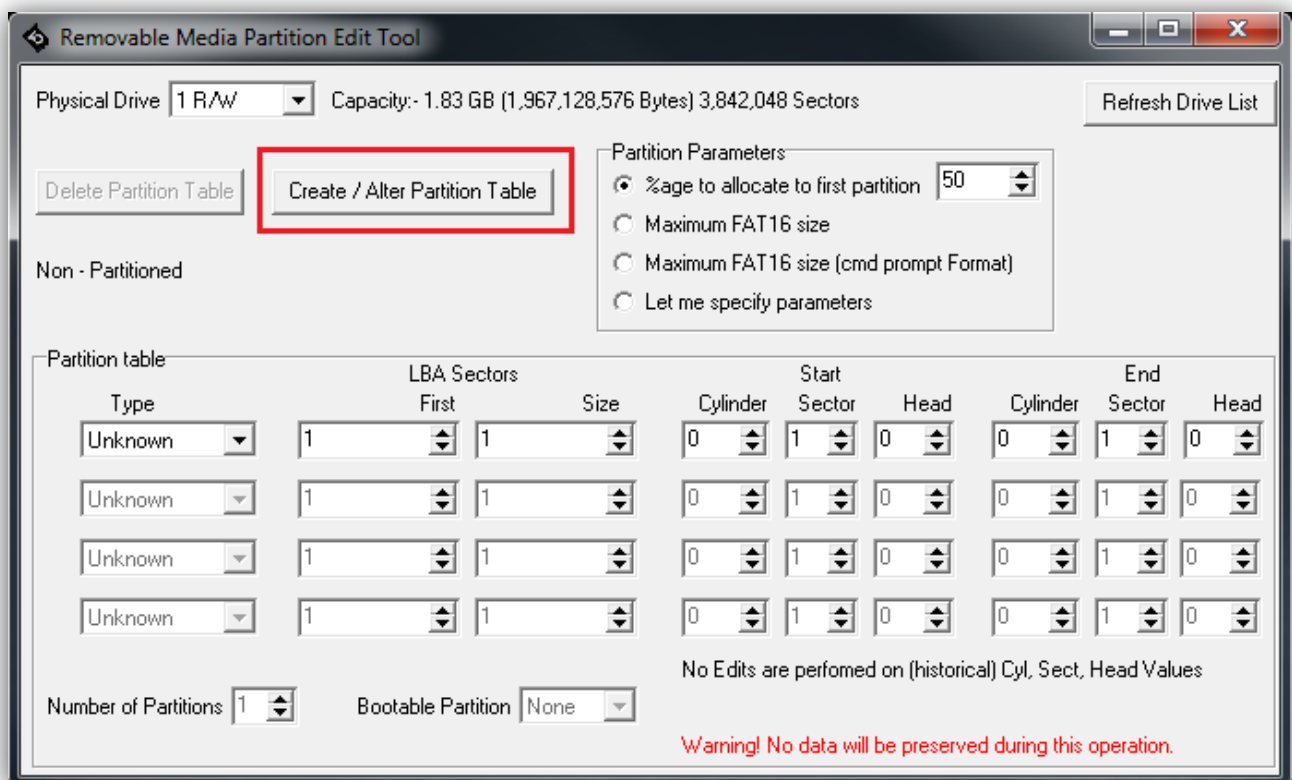 Removable Media Partition Edit Tool
Physical Drive 1 R/W Capacity:- 1.83 GB (1,967,128,576 Bytes) 3,842,048 Sectors Refresh Drive List
Partition Parameters
Delete Partition Table Create / Alter Partition Table %age to allocate to first partition 50
Maximum FAT16 size
Non - Partitioned Maximum FAT16 size (cmd prompt Format)
Let me specify parameters
Partition table
LBA Sectors Start End
Type First Size Cylinder Sector Head Cylinder Sector Head
Unknown 1 1 0 1 0 0 1 0
Unknown 1 1 0 1 0 0 1 0
Unknown 1 1 0 1 0 0 1 0
Unknown 1 1 0 1 0 0 1 0
No Edits are perfomed on (historical) Cyl, Sect, Head Values
Number of Partitions 1 Bootable Partition None
Warning! No data will be preserved during this operation.